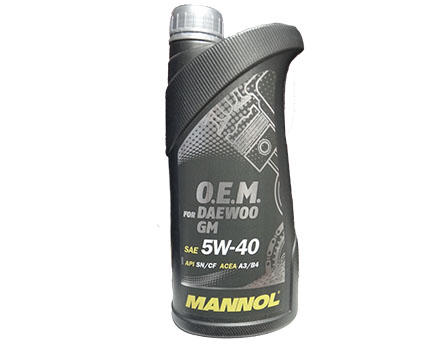 O.E.M.
FOR DAEWOO
GM
SAE 5W-40
API SN/CF ACEA A3/B4
MANNOL